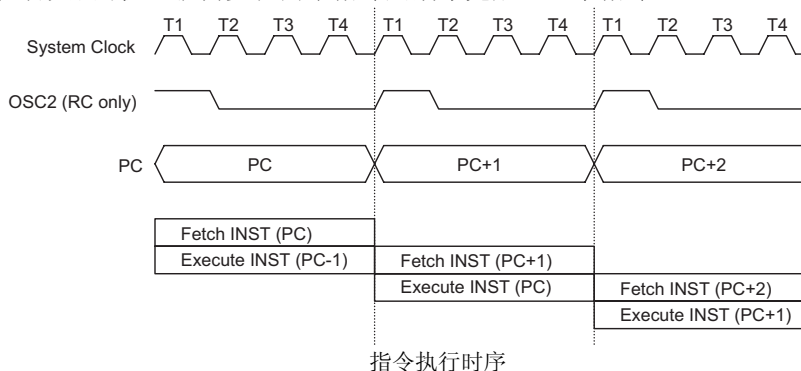 T1 T2 T3 T4 T1 T2 T3 T4 T1 T2 T3 T4
System Clock
OSC2 (RC only)
PC PC PC+1 PC+2
Fetch INST (PC)
Execute INST (PC-1) Fetch INST (PC+1)
Execute INST (PC) Fetch INST (PC+2)
Execute INST (PC+1)
指令执行时序